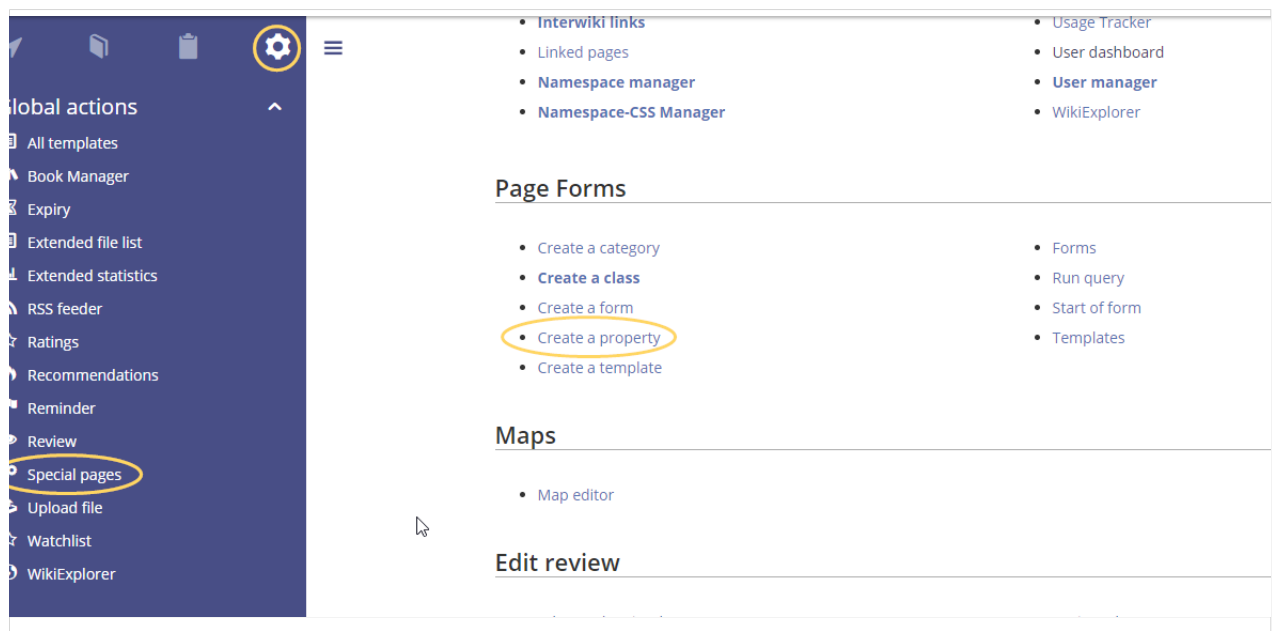 Global actions
All templates
Book Manager
Expiry
Extended file list
Extended statistics
RSS feeder
Ratings
Recommendations
Reminder
Review
Special pages
Upload file
Watchlist
WikiExplorer
Interwiki links
Linked pages
Namespace manager
Namespace-CSS Manager
Usage Tracker
User dashboard
User manager
WikiExplorer
Page Forms
Create a category
Create a class
Create a form
Create a property
Create a template
Forms
Run query
Start of form
Templates
Maps
Map editor
Edit review